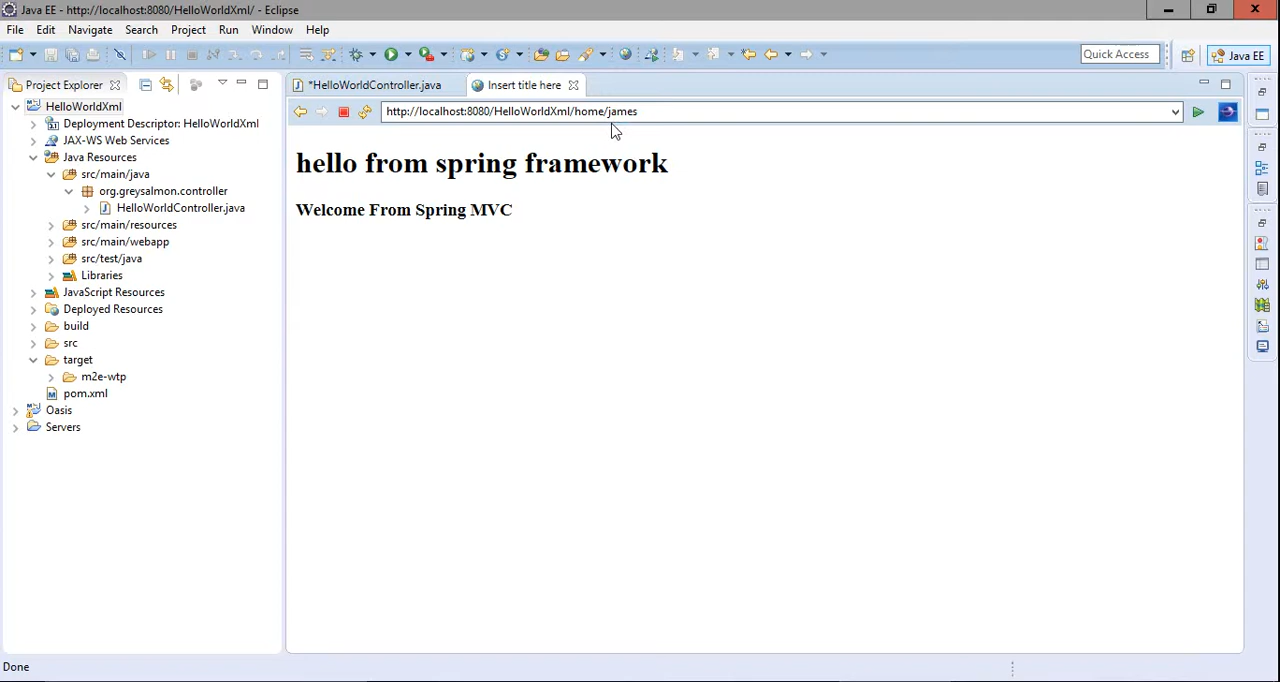 Java EE - http://localhost:8080/HelloWorldXml/ - Eclipse
File Edit Navigate Search Project Run Window Help
Quick Access
Java EE
Project Explorer
*HelloWorldController.java
Insert title here
http://localhost:8080/HelloWorldXml/home/james
HelloWorldXml
Deployment Descriptor: HelloWorldXml
JAX-WS Web Services
Java Resources
src/main/java
org.greysalmon.controller
HelloWorldController.java
src/main/resources
src/main/webapp
src/test/java
Libraries
JavaScript Resources
Deployed Resources
build
src
target
m2e-wtp
pom.xml
Oasis
Servers
hello from spring framework
Welcome From Spring MVC
Done